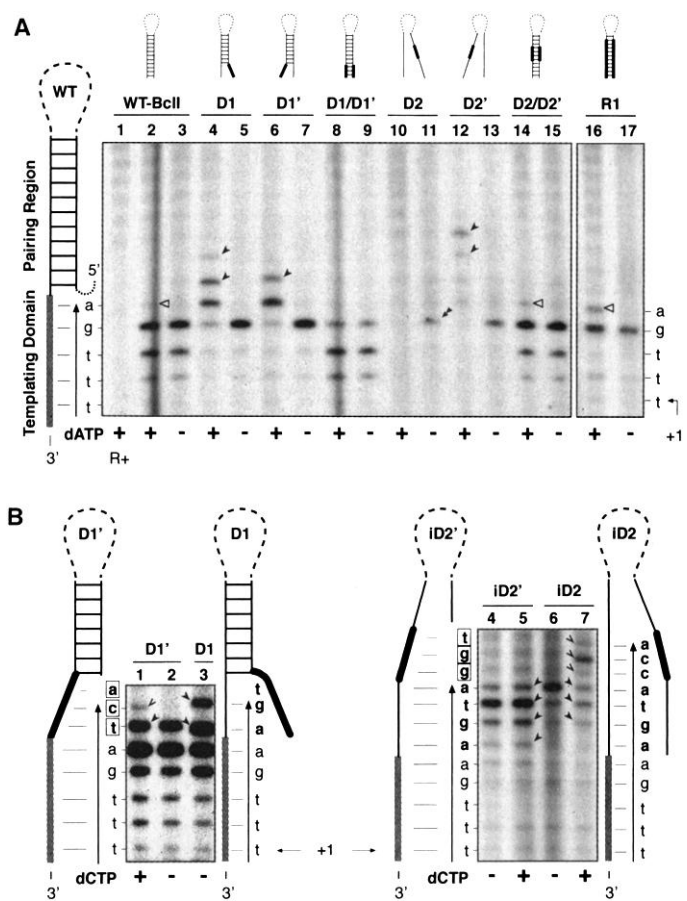 A
WT
WT-BclI D1 D1' D1/D1' D2 D2' D2/D2' R1
1 2 3 4 5 6 7 8 9 10 11 12 13 14 15 16 17
Pairing Region
Templating Domain
5'
a
g
t
t
t
a
g
t
t
t
+1
dATP + + - + - + - + - + - + - + - + -
3'
R+
B
D1'
D1
iD2'
iD2
D1' D1
1 2 3
iD2' iD2
4 5 6 7
a
c
t
a
g
t
t
t
t
g
a
a
g
t
t
t
+1
t
g
g
a
t
g
a
a
g
t
t
t
a
c
c
a
t
g
a
a
g
t
t
t
dCTP + - -
dCTP - + - +
3'
3'
3'
3'